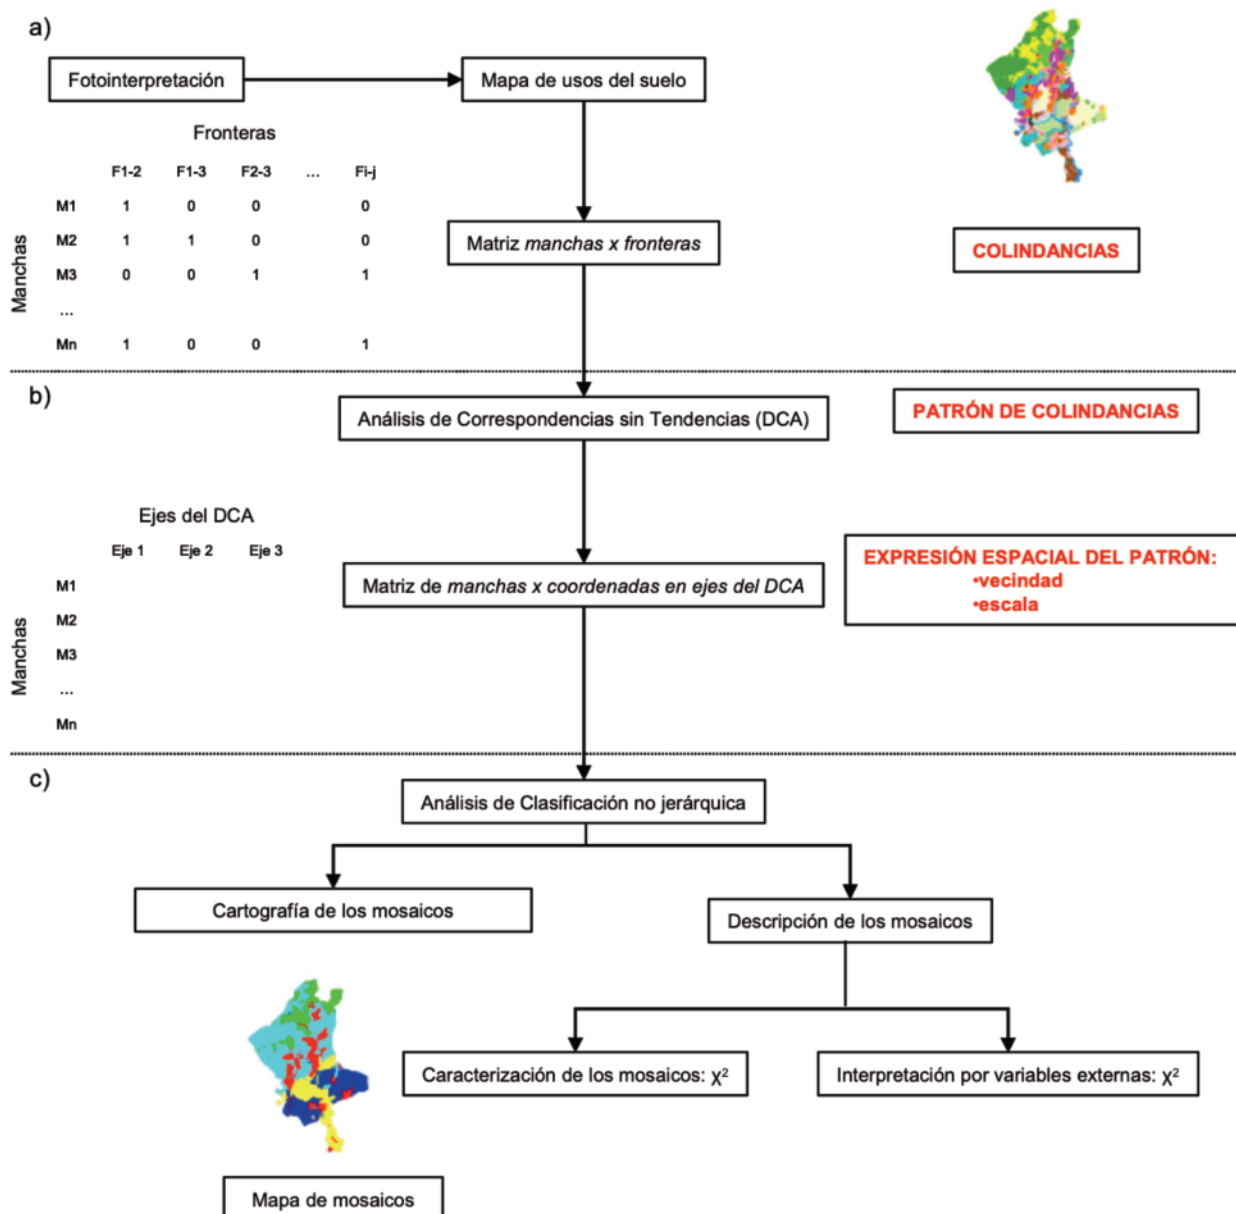 a)
Fotointerpretación
Mapa de usos del suelo
Fronteras
F1-2 F1-3 F2-3 ... Fi-j
M1 1 0 0 0
M2 1 1 0 0
M3 0 0 1 1
...
Mn 1 0 0 1
Manchas
Matriz manchas x fronteras
COLINDANCIAS
b)
Análisis de Correspondencias sin Tendencias (DCA)
PATRÓN DE COLINDANCIAS
Ejes del DCA
Eje 1 Eje 2 Eje 3
M1
M2
M3
...
Mn
Manchas
Matriz de manchas x coordenadas en ejes del DCA
EXPRESIÓN ESPACIAL DEL PATRÓN:
•vecindad
•escala
c)
Análisis de Clasificación no jerárquica
Cartografía de los mosaicos
Descripción de los mosaicos
Caracterización de los mosaicos: χ²
Interpretación por variables externas: χ²
Mapa de mosaicos